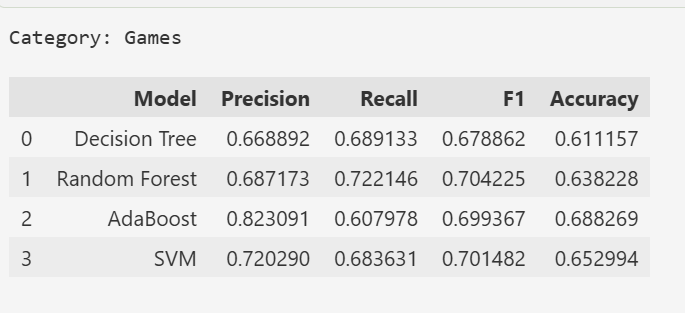 Category: Games
Model Precision Recall F1 Accuracy
0 Decision Tree 0.668892 0.689133 0.678862 0.611157
1 Random Forest 0.687173 0.722146 0.704225 0.638228
2 AdaBoost 0.823091 0.607978 0.699367 0.688269
3 SVM 0.720290 0.683631 0.701482 0.652994